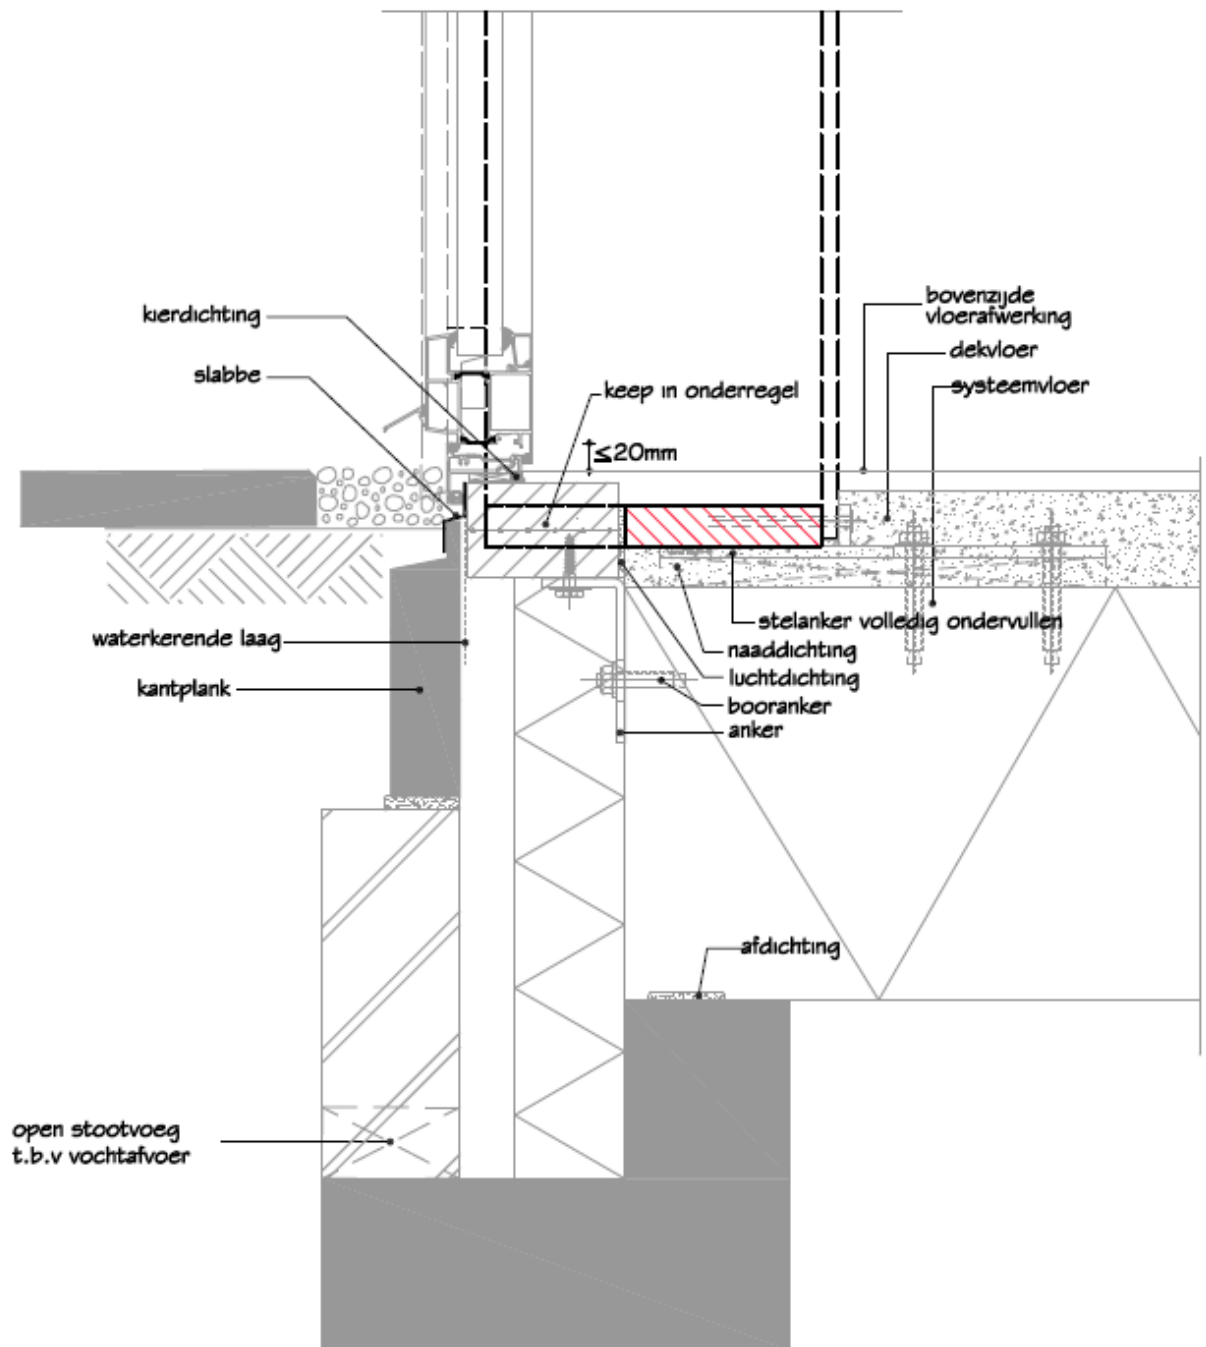 kierdichting
slabbe
keep in onderregel
≤20mm
bovenzijde
vloerafwerking
dekvloer
systeemvloer
waterkerende laag
kantplank
stelanker volledig ondervullen
naaddichting
luchtdichting
booranker
anker
afdichting
open stootvoeg
t.b.v vochtafvoer